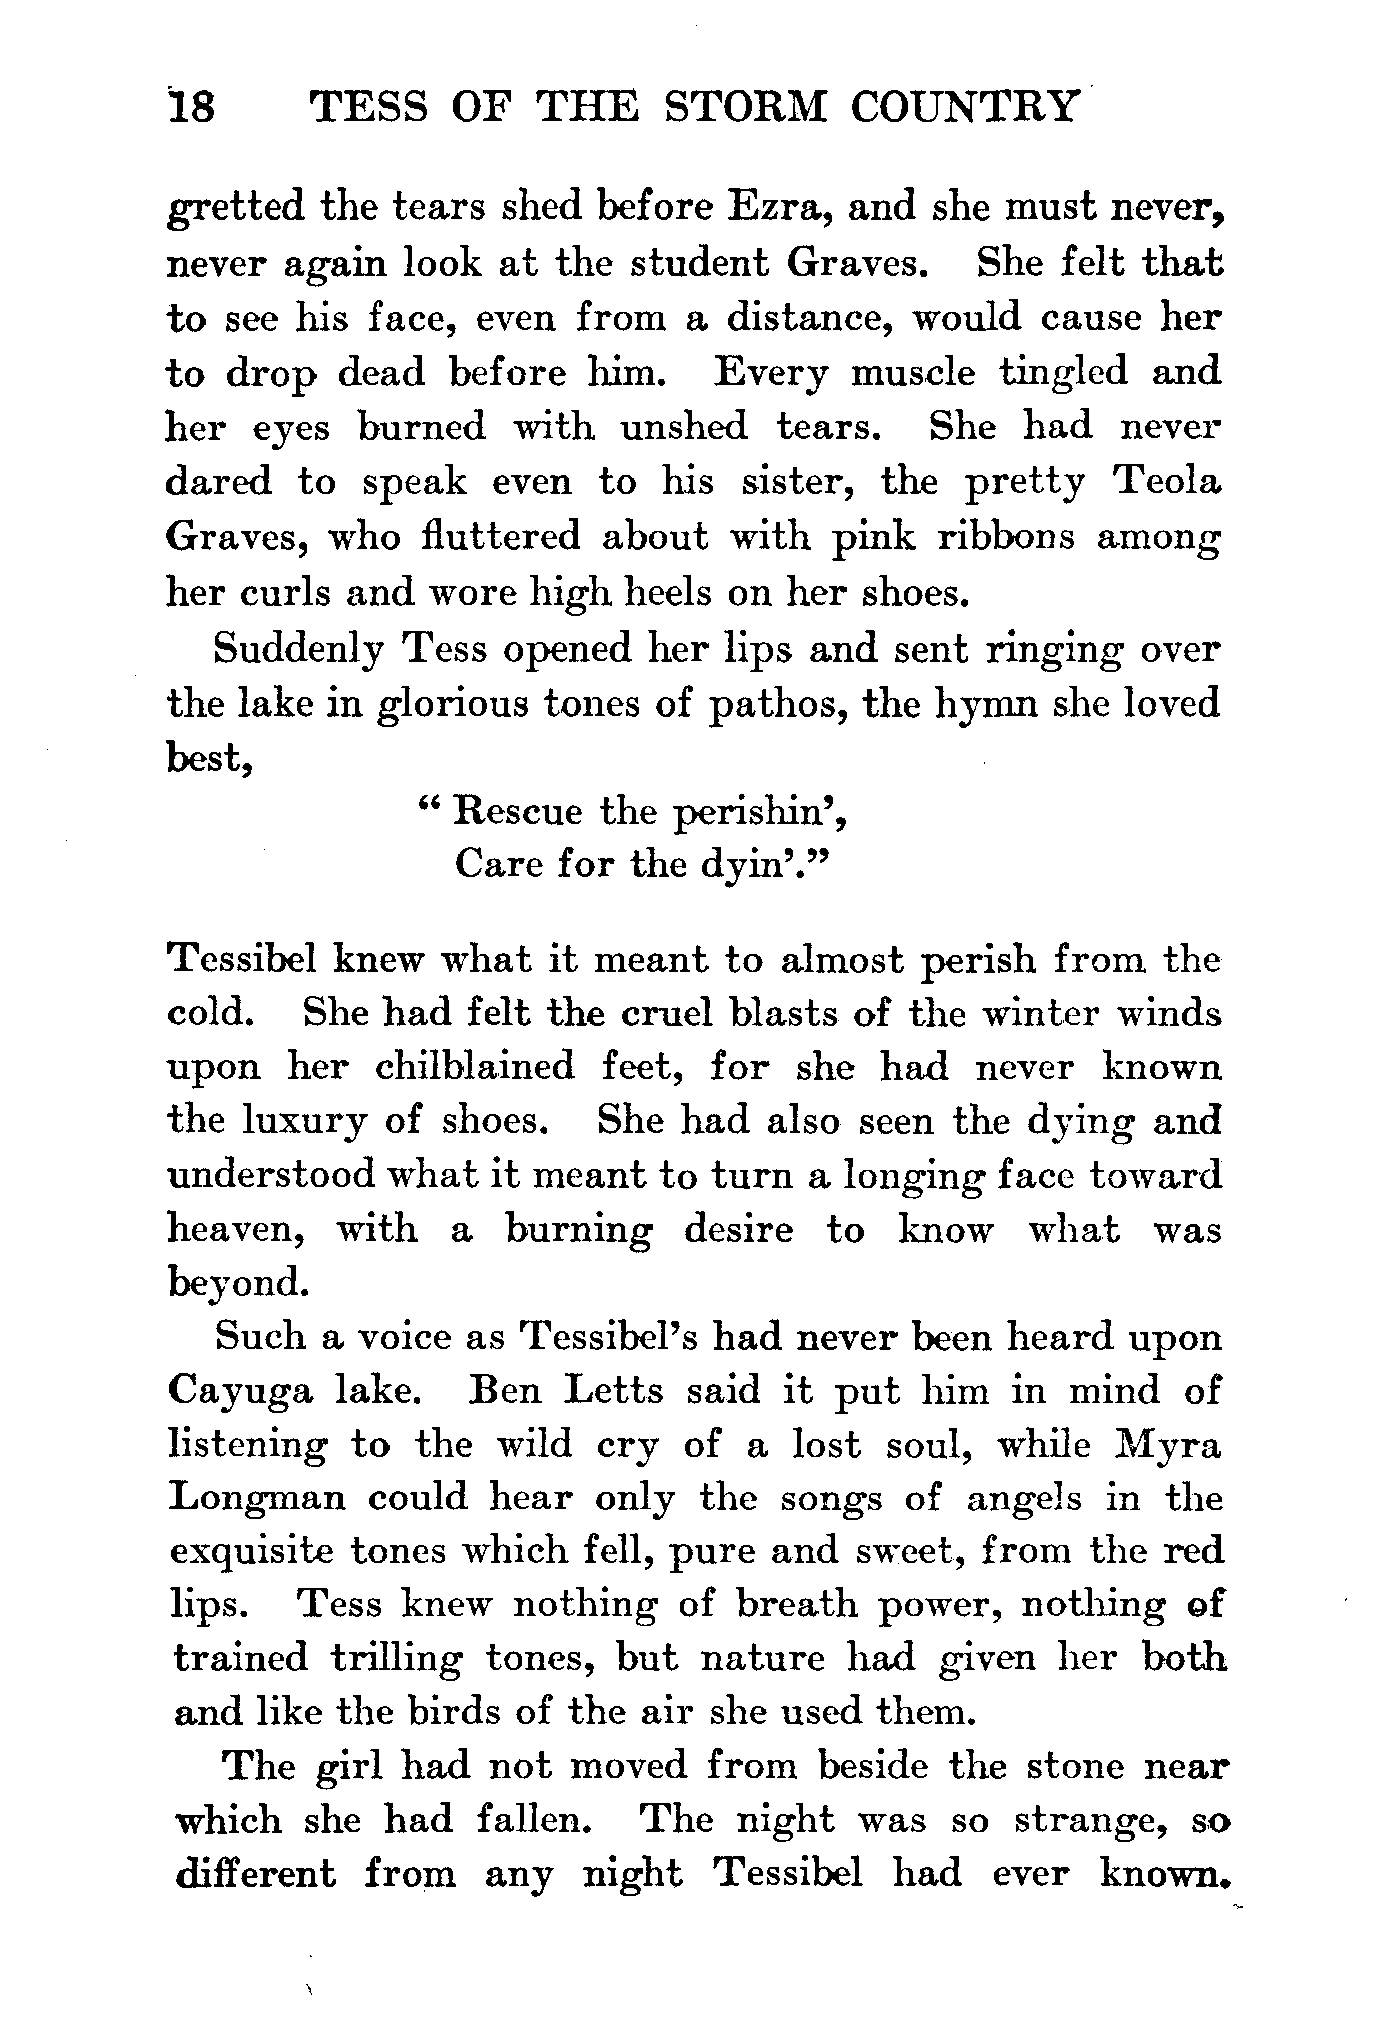 18 TESS OF THE STORM COUNTRY
gretted the tears shed before Ezra, and she must never,
never again look at the student Graves. She felt that
to see his face, even from a distance, would cause her
to drop dead before him. Every muscle tingled and
her eyes burned with unshed tears. She had never
dared to speak even to his sister, the pretty Teola
Graves, who fluttered about with pink ribbons among
her curls and wore high heels on her shoes.
Suddenly Tess opened her lips and sent ringing over
the lake in glorious tones of pathos, the hymn she loved
best,
“ Rescue the perishin’,
Care for the dyin’.”
Tessibel knew what it meant to almost perish from the
cold. She had felt the cruel blasts of the winter winds
upon her chilblained feet, for she had never known
the luxury of shoes. She had also seen the dying and
understood what it meant to turn a longing face toward
heaven, with a burning desire to know what was
beyond.
Such a voice as Tessibel’s had never been heard upon
Cayuga lake. Ben Letts said it put him in mind of
listening to the wild cry of a lost soul, while Myra
Longman could hear only the songs of angels in the
exquisite tones which fell, pure and sweet, from the red
lips. Tess knew nothing of breath power, nothing of
trained trilling tones, but nature had given her both
and like the birds of the air she used them.
The girl had not moved from beside the stone near
which she had fallen. The night was so strange, so
different from any night Tessibel had ever known.